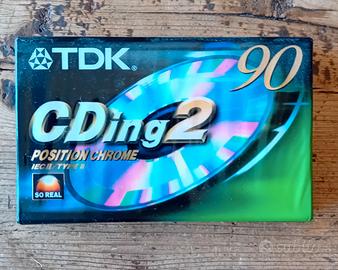 TDK®
90
CDing2
POSITION CHROME
IEC II / TYPE II
SO REAL